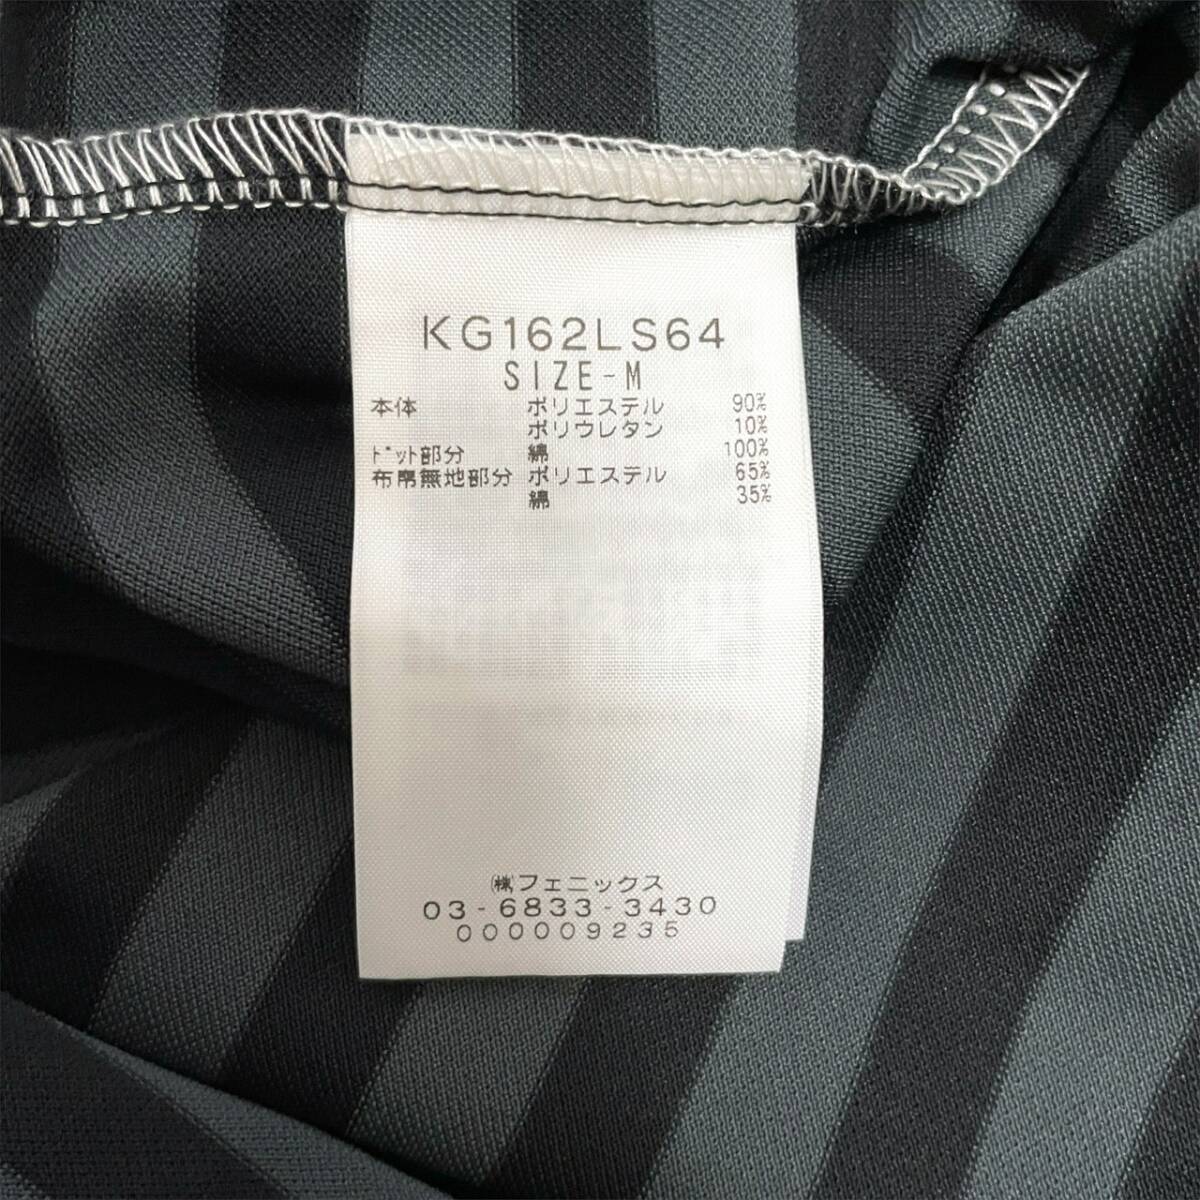 KG162LS64
SIZE-M
本体 ポリエステル 90%
ポリウレタン 10%
ドット部分 綿 100%
布帛無地部分 ポリエステル 65%
綿 35%
㈱フェニックス
03-6833-3430
000009235